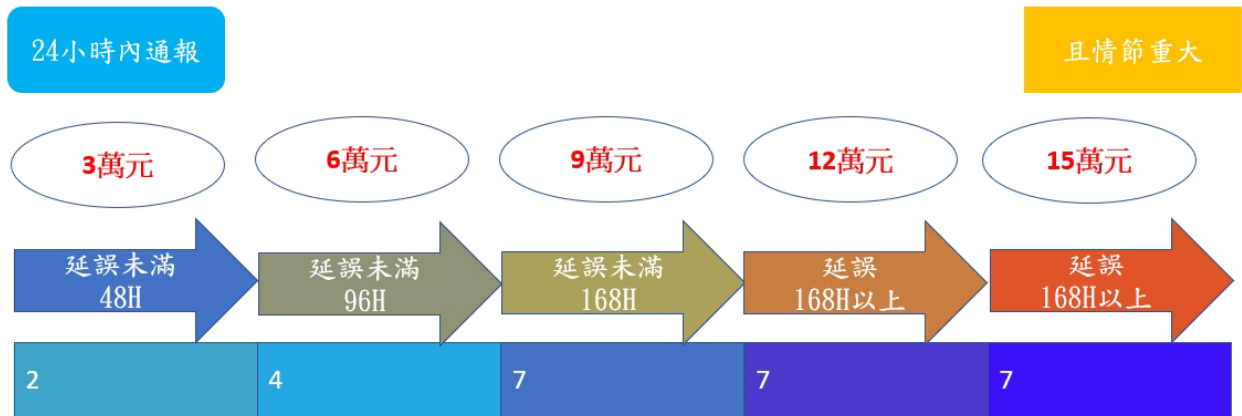 24小時內通報
且情節重大
3萬元
6萬元
9萬元
12萬元
15萬元
延誤未滿
48H
延誤未滿
96H
延誤未滿
168H
延誤
168H以上
延誤
168H以上
2
4
7
7
7